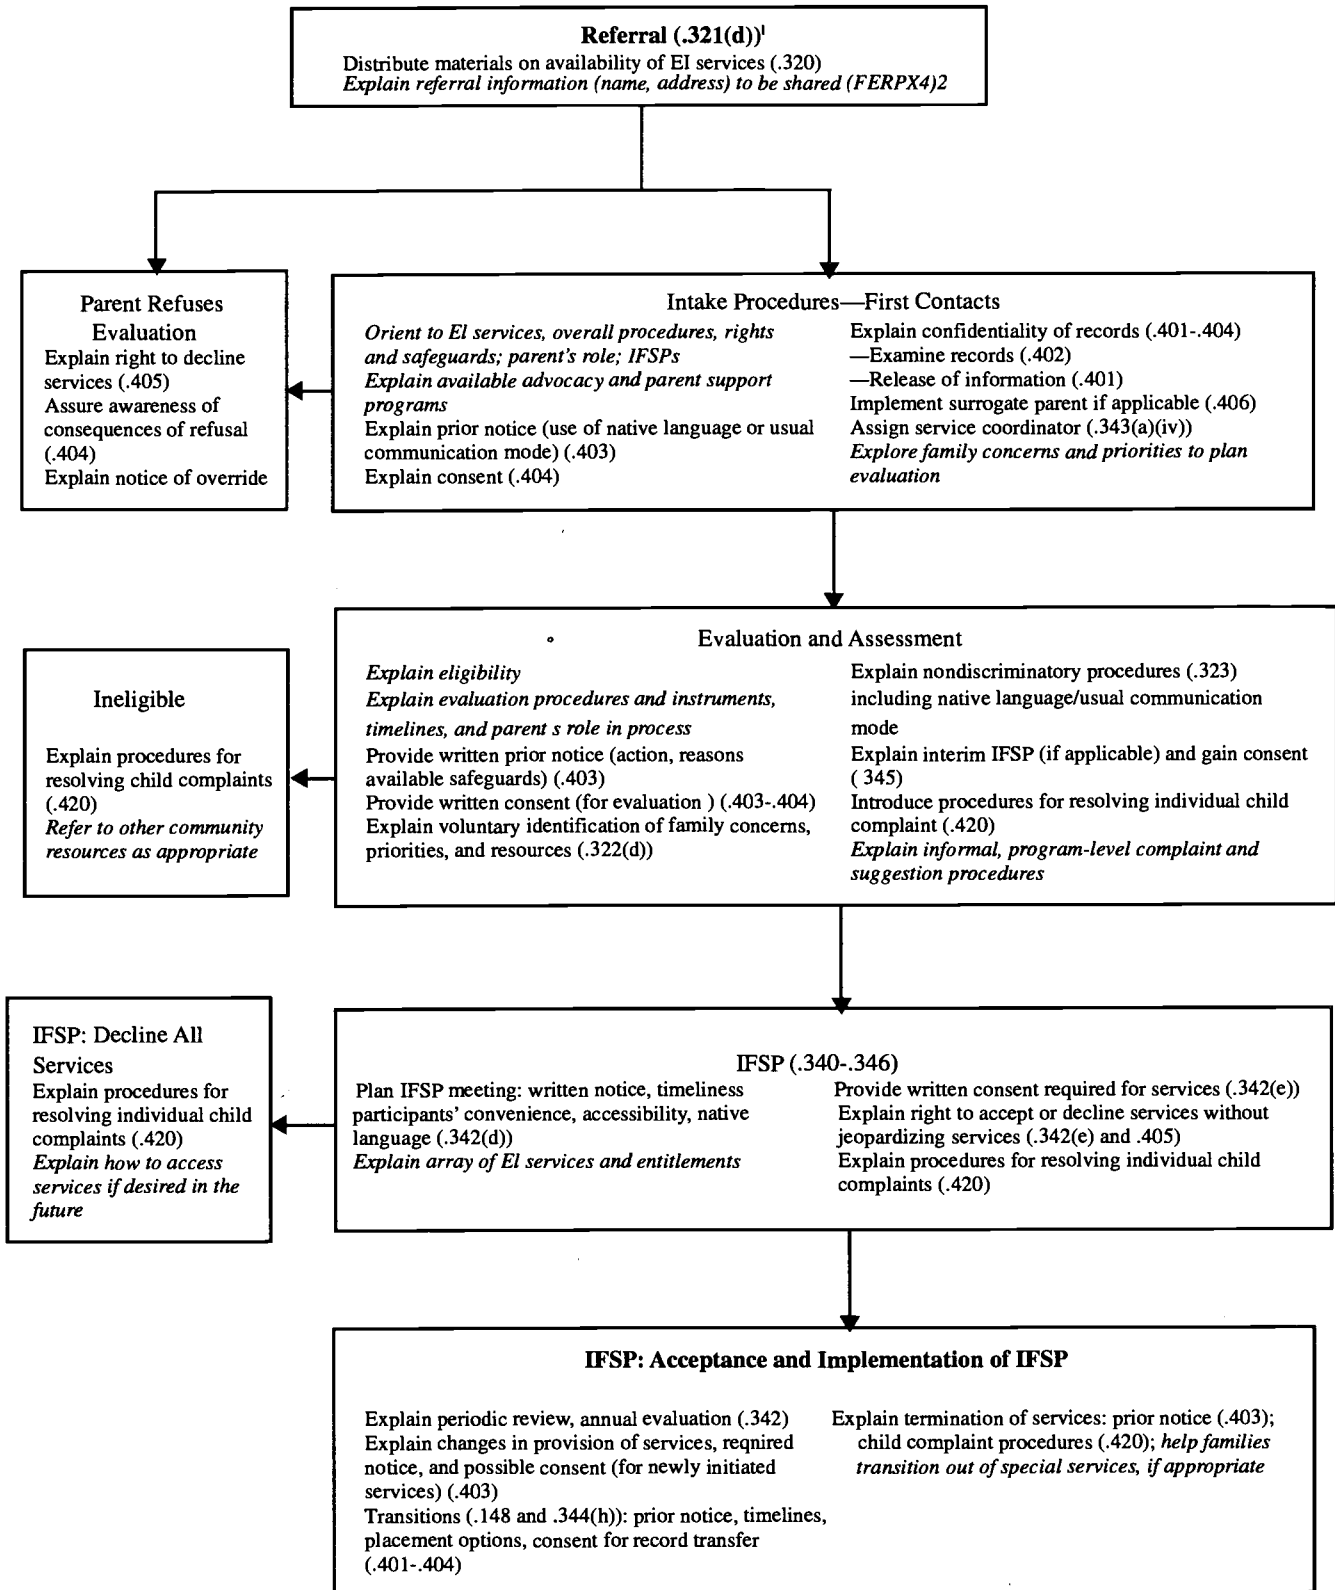 Referral (.321(d))¹
Distribute materials on availability of EI services (.320)
Explain referral information (name, address) to be shared (FERPX4)2
Parent Refuses
Evaluation
Explain right to decline
services (.405)
Assure awareness of
consequences of refusal
(.404)
Explain notice of override
Intake Procedures—First Contacts
Orient to EI services, overall procedures, rights
and safeguards; parent's role; IFSPs
Explain available advocacy and parent support
programs
Explain prior notice (use of native language or usual
communication mode) (.403)
Explain consent (.404)
Explain confidentiality of records (.401-.404)
—Examine records (.402)
—Release of information (.401)
Implement surrogate parent if applicable (.406)
Assign service coordinator (.343(a)(iv))
Explore family concerns and priorities to plan
evaluation
Ineligible
Explain procedures for
resolving child complaints
(.420)
Refer to other community
resources as appropriate
Evaluation and Assessment
Explain eligibility
Explain evaluation procedures and instruments,
timelines, and parent s role in process
Provide written prior notice (action, reasons
available safeguards) (.403)
Provide written consent (for evaluation ) (.403-.404)
Explain voluntary identification of family concerns,
priorities, and resources (.322(d))
Explain nondiscriminatory procedures (.323)
including native language/usual communication
mode
Explain interim IFSP (if applicable) and gain consent
( 345)
Introduce procedures for resolving individual child
complaint (.420)
Explain informal, program-level complaint and
suggestion procedures
IFSP: Decline All
Services
Explain procedures for
resolving individual child
complaints (.420)
Explain how to access
services if desired in the
future
IFSP (.340-.346)
Plan IFSP meeting: written notice, timeliness
participants' convenience, accessibility, native
language (.342(d))
Explain array of EI services and entitlements
Provide written consent required for services (.342(e))
Explain right to accept or decline services without
jeopardizing services (.342(e) and .405)
Explain procedures for resolving individual child
complaints (.420)
IFSP: Acceptance and Implementation of IFSP
Explain periodic review, annual evaluation (.342)
Explain changes in provision of services, reqnired
notice, and possible consent (for newly initiated
services) (.403)
Transitions (.148 and .344(h)): prior notice, timelines,
placement options, consent for record transfer
(.401-.404)
Explain termination of services: prior notice (.403);
child complaint procedures (.420); help families
transition out of special services, if appropriate